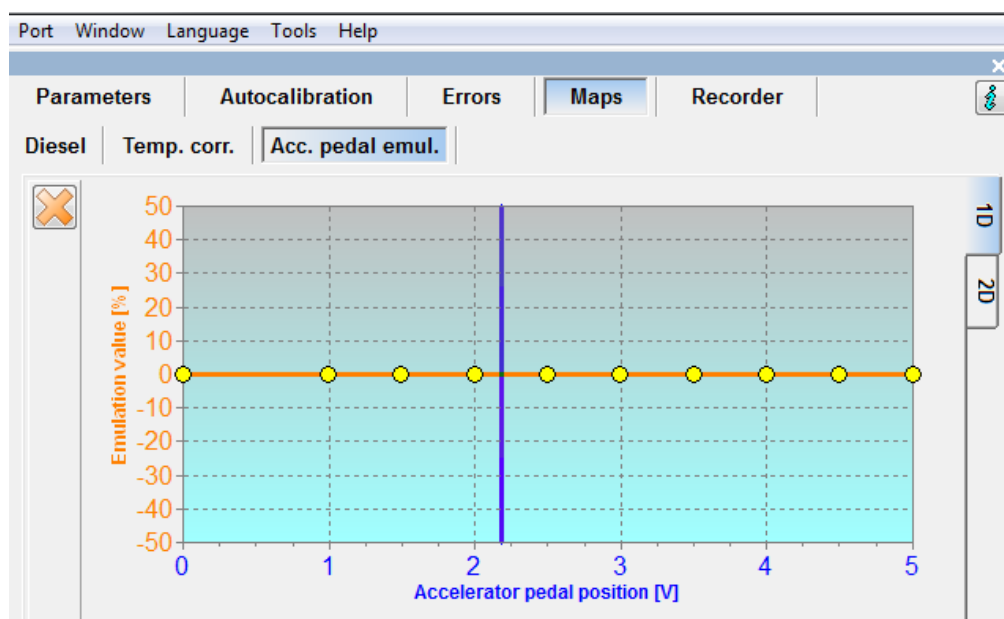 Port Window Language Tools Help
Parameters Autocalibration Errors Maps Recorder
Diesel Temp. corr. Acc. pedal emul.
50
40
30
20
10
0
-10
-20
-30
-40
-50
Emulation value [%]
0 1 2 3 4 5
Accelerator pedal position [V]
1D
2D